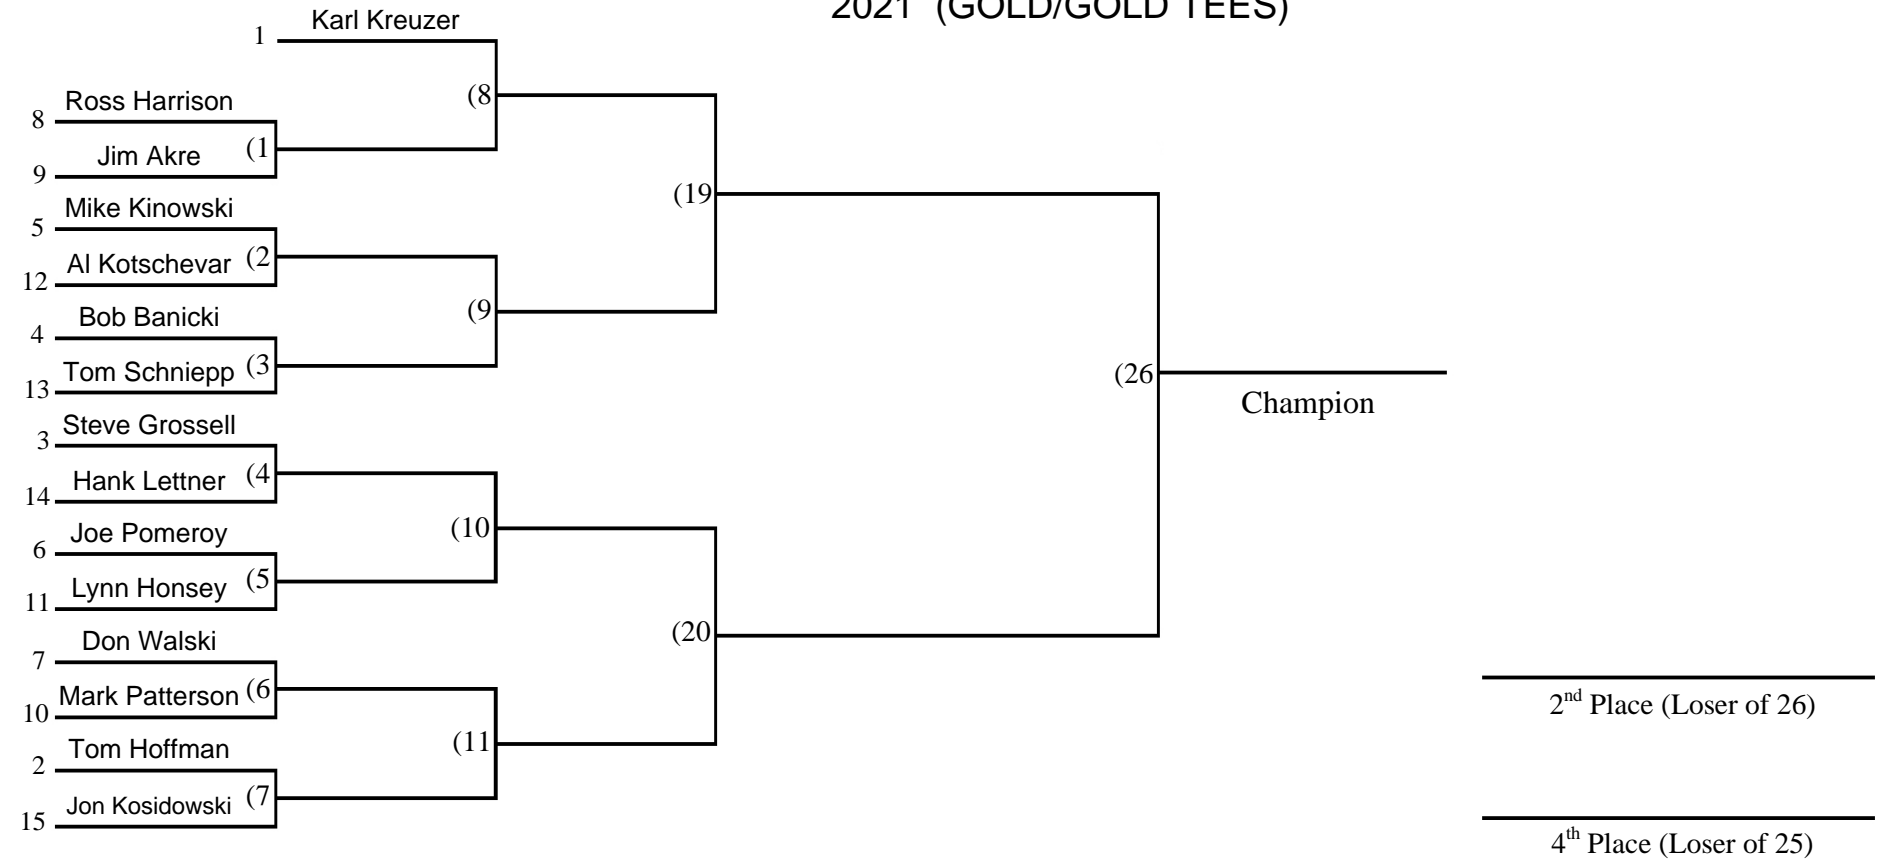 2021 (GOLD/GOLD TEES)
Karl Kreuzer
1
(8
Ross Harrison
8
Jim Akre
(1
9
Mike Kinowski
5
Al Kotschevar
(2
12
(9
Bob Banicki
4
Tom Schniepp
(3
13
(19
Steve Grossell
3
Hank Lettner
(4
14
(10
Joe Pomeroy
6
Lynn Honsey
(5
11
Don Walski
7
Mark Patterson
(6
10
(11
Tom Hoffman
2
Jon Kosidowski
(7
15
(20
(26
Champion
2nd Place (Loser of 26)
4th Place (Loser of 25)